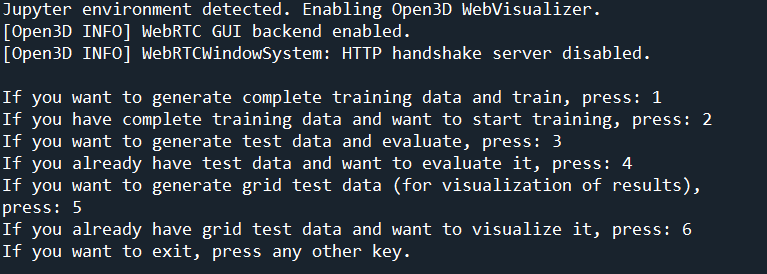 Jupyter environment detected. Enabling Open3D WebVisualizer.
[Open3D INFO] WebRTC GUI backend enabled.
[Open3D INFO] WebRTCWindowSystem: HTTP handshake server disabled.
If you want to generate complete training data and train, press: 1
If you have complete training data and want to start training, press: 2
If you want to generate test data and evaluate, press: 3
If you already have test data and want to evaluate it, press: 4
If you want to generate grid test data (for visualization of results),
press: 5
If you already have grid test data and want to visualize it, press: 6
If you want to exit, press any other key.